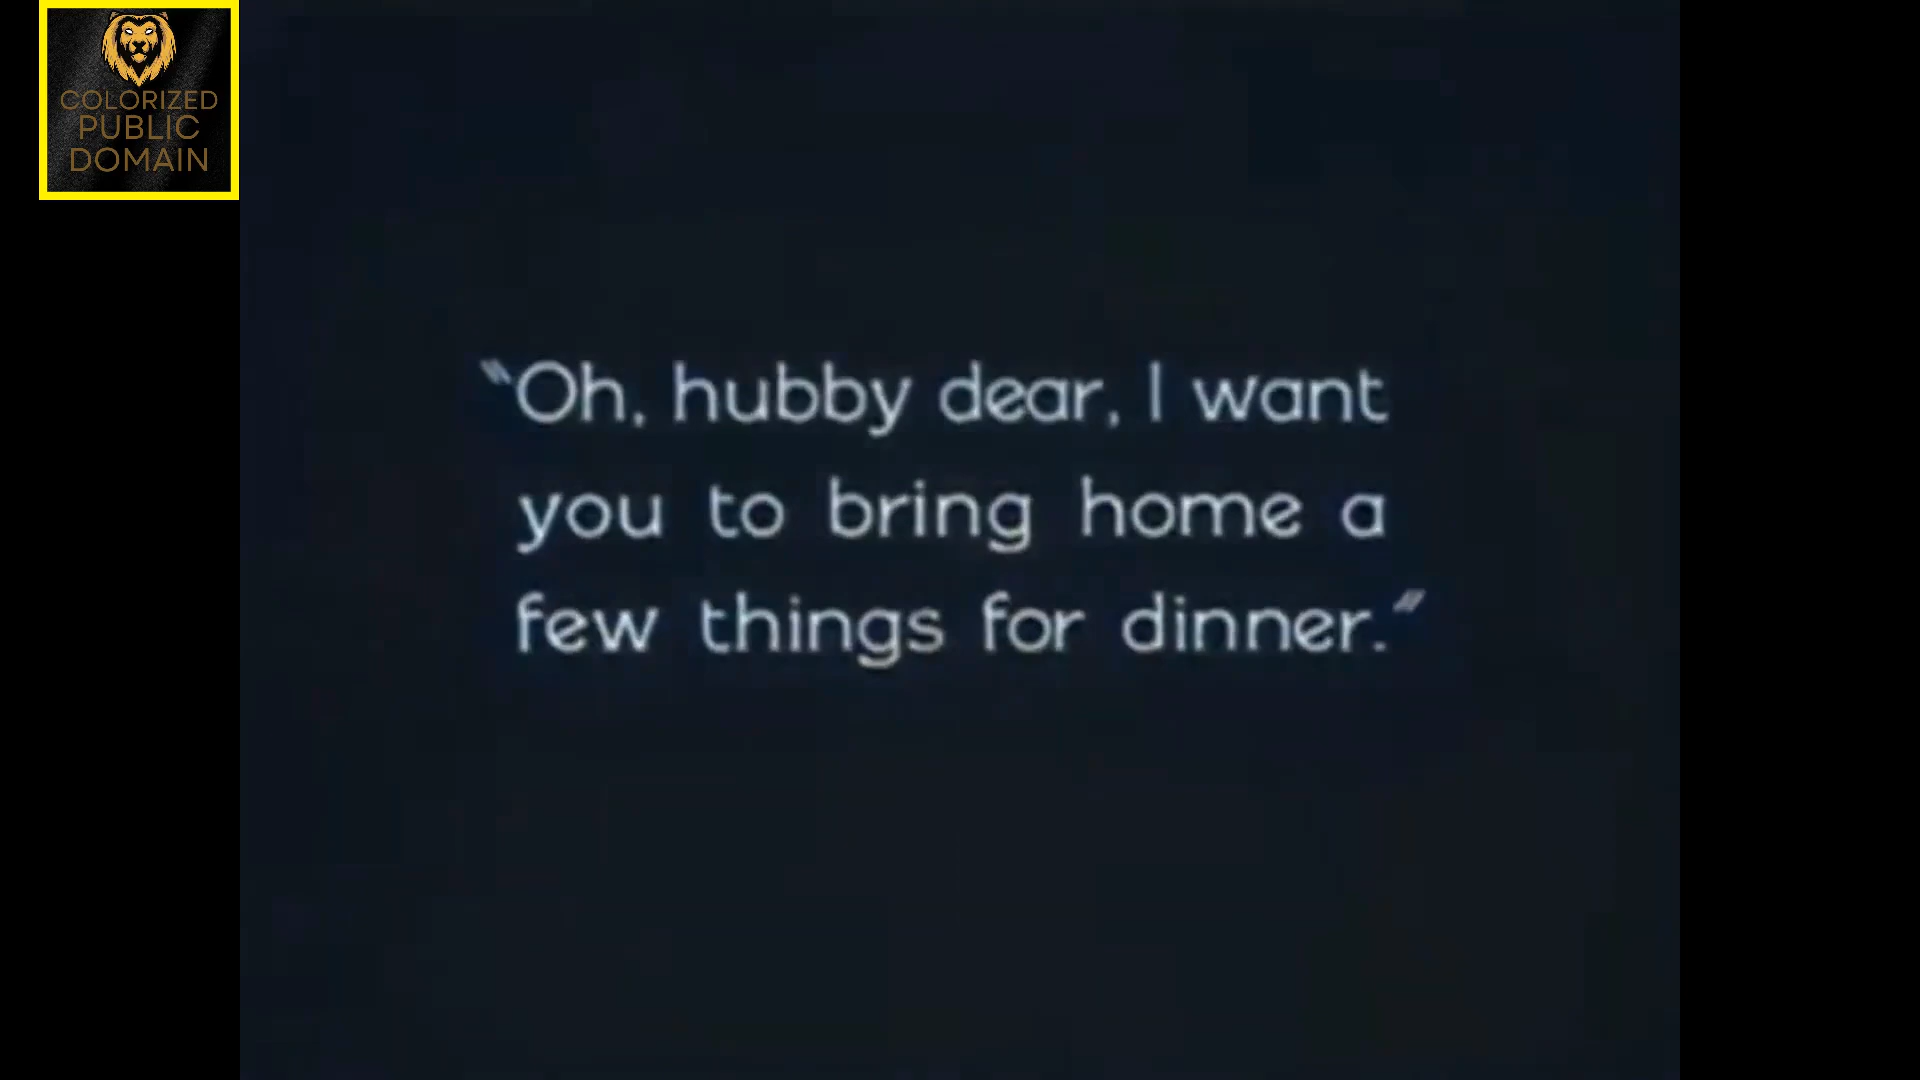 COLORIZED
PUBLIC
DOMAIN
"Oh, hubby dear, I want
you to bring home a
few things for dinner."